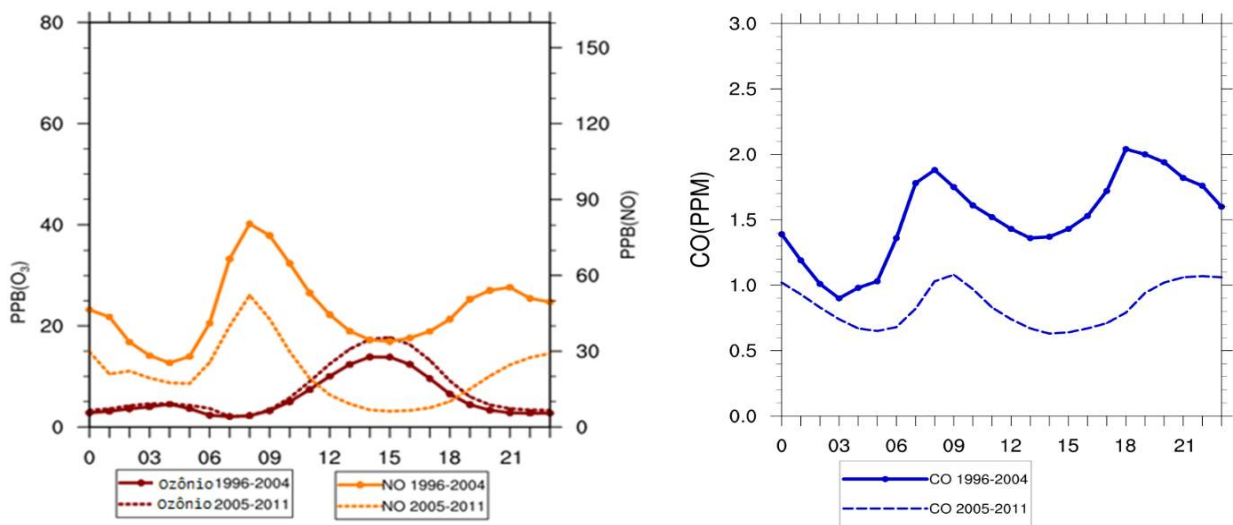 80
60
40
20
0
PPB(O₃)
150
120
90
60
30
0
PPB(NO)
0 03 06 09 12 15 18 21
Ozônio 1996-2004
Ozônio 2005-2011
NO 1996-2004
NO 2005-2011
3.0
2.5
2.0
1.5
1.0
0.5
0.0
CO(PPM)
00 03 06 09 12 15 18 21
CO 1996-2004
CO 2005-2011